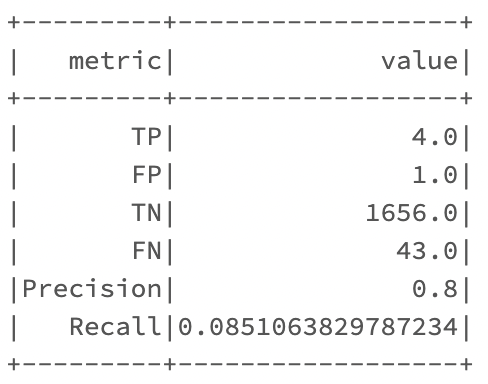 +---------+------------------+
|   metric|             value|
+---------+------------------+
|       TP|               4.0|
|       FP|               1.0|
|       TN|            1656.0|
|       FN|              43.0|
|Precision|               0.8|
|   Recall|0.0851063829787234|
+---------+------------------+